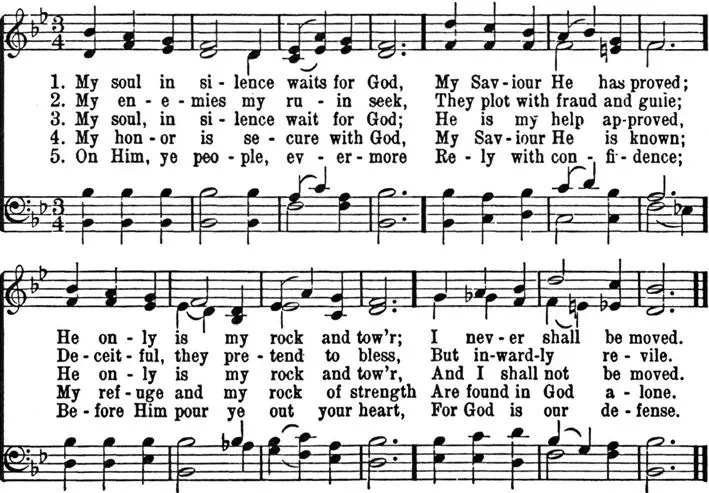 3
4
1. My soul in si-lence waits for God, My Sav-iour He has proved;
2. My en-e-mies my ru-in seek, They plot with fraud and guile;
3. My soul, in si-lence wait for God; He is my help ap-proved,
4. My hon-or is se-cure with God, My Sav-iour He is known;
5. On Him, ye peo-ple, ev-er-more Re-ly with con-fi-dence;
3
4
He on-ly is my rock and tow'r; I nev-er shall be moved.
De-ceit-ful, they pre-tend to bless, But in-ward-ly re-vile.
He on-ly is my rock and tow'r, And I shall not be moved.
My ref-uge and my rock of strength Are found in God a-lone.
Be-fore Him pour ye out your heart, For God is our de-fense.